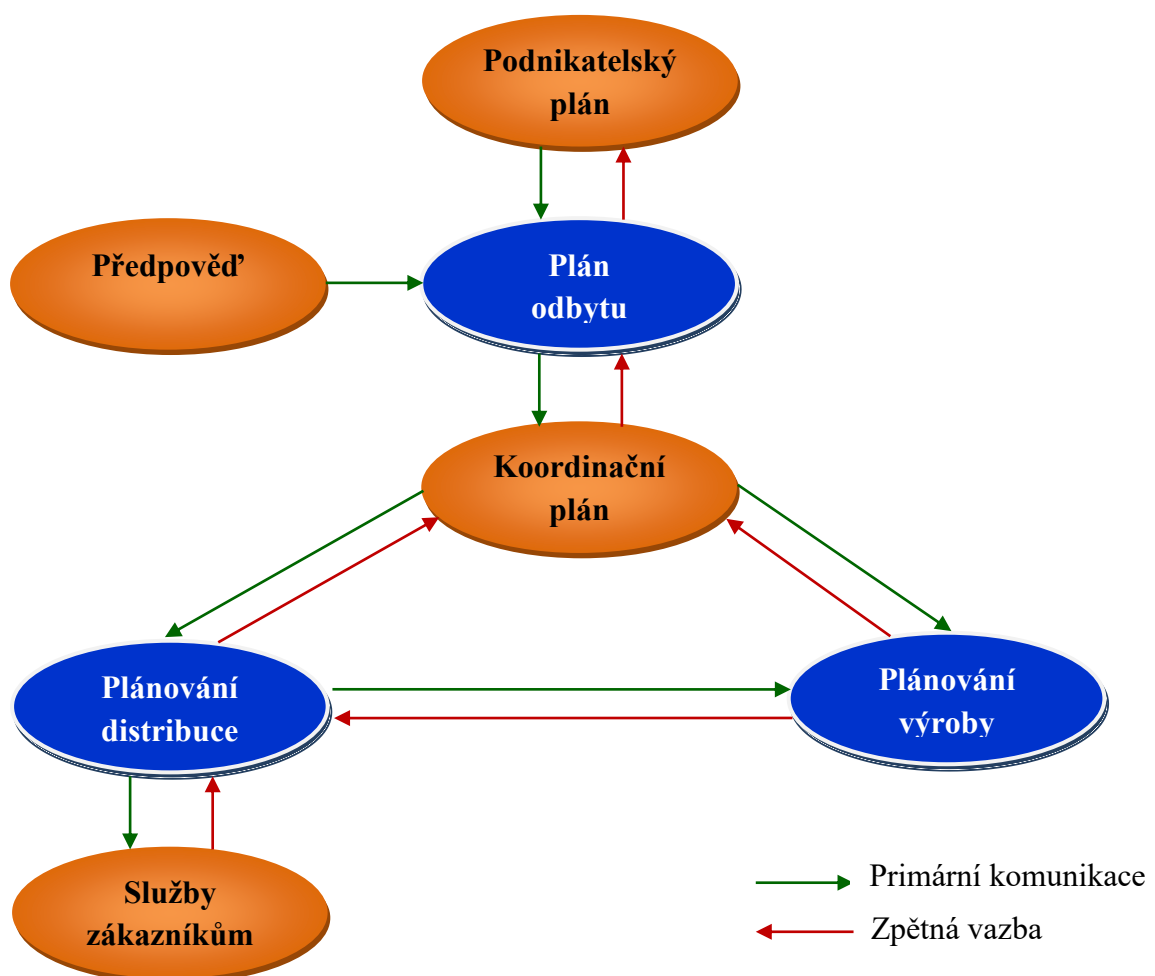 Podnikatelský
plán
Předpověď
Plán
odbytu
Koordinační
plán
Plánování
distribuce
Plánování
výroby
Služby
zákazníkům
Primární komunikace
Zpětná vazba